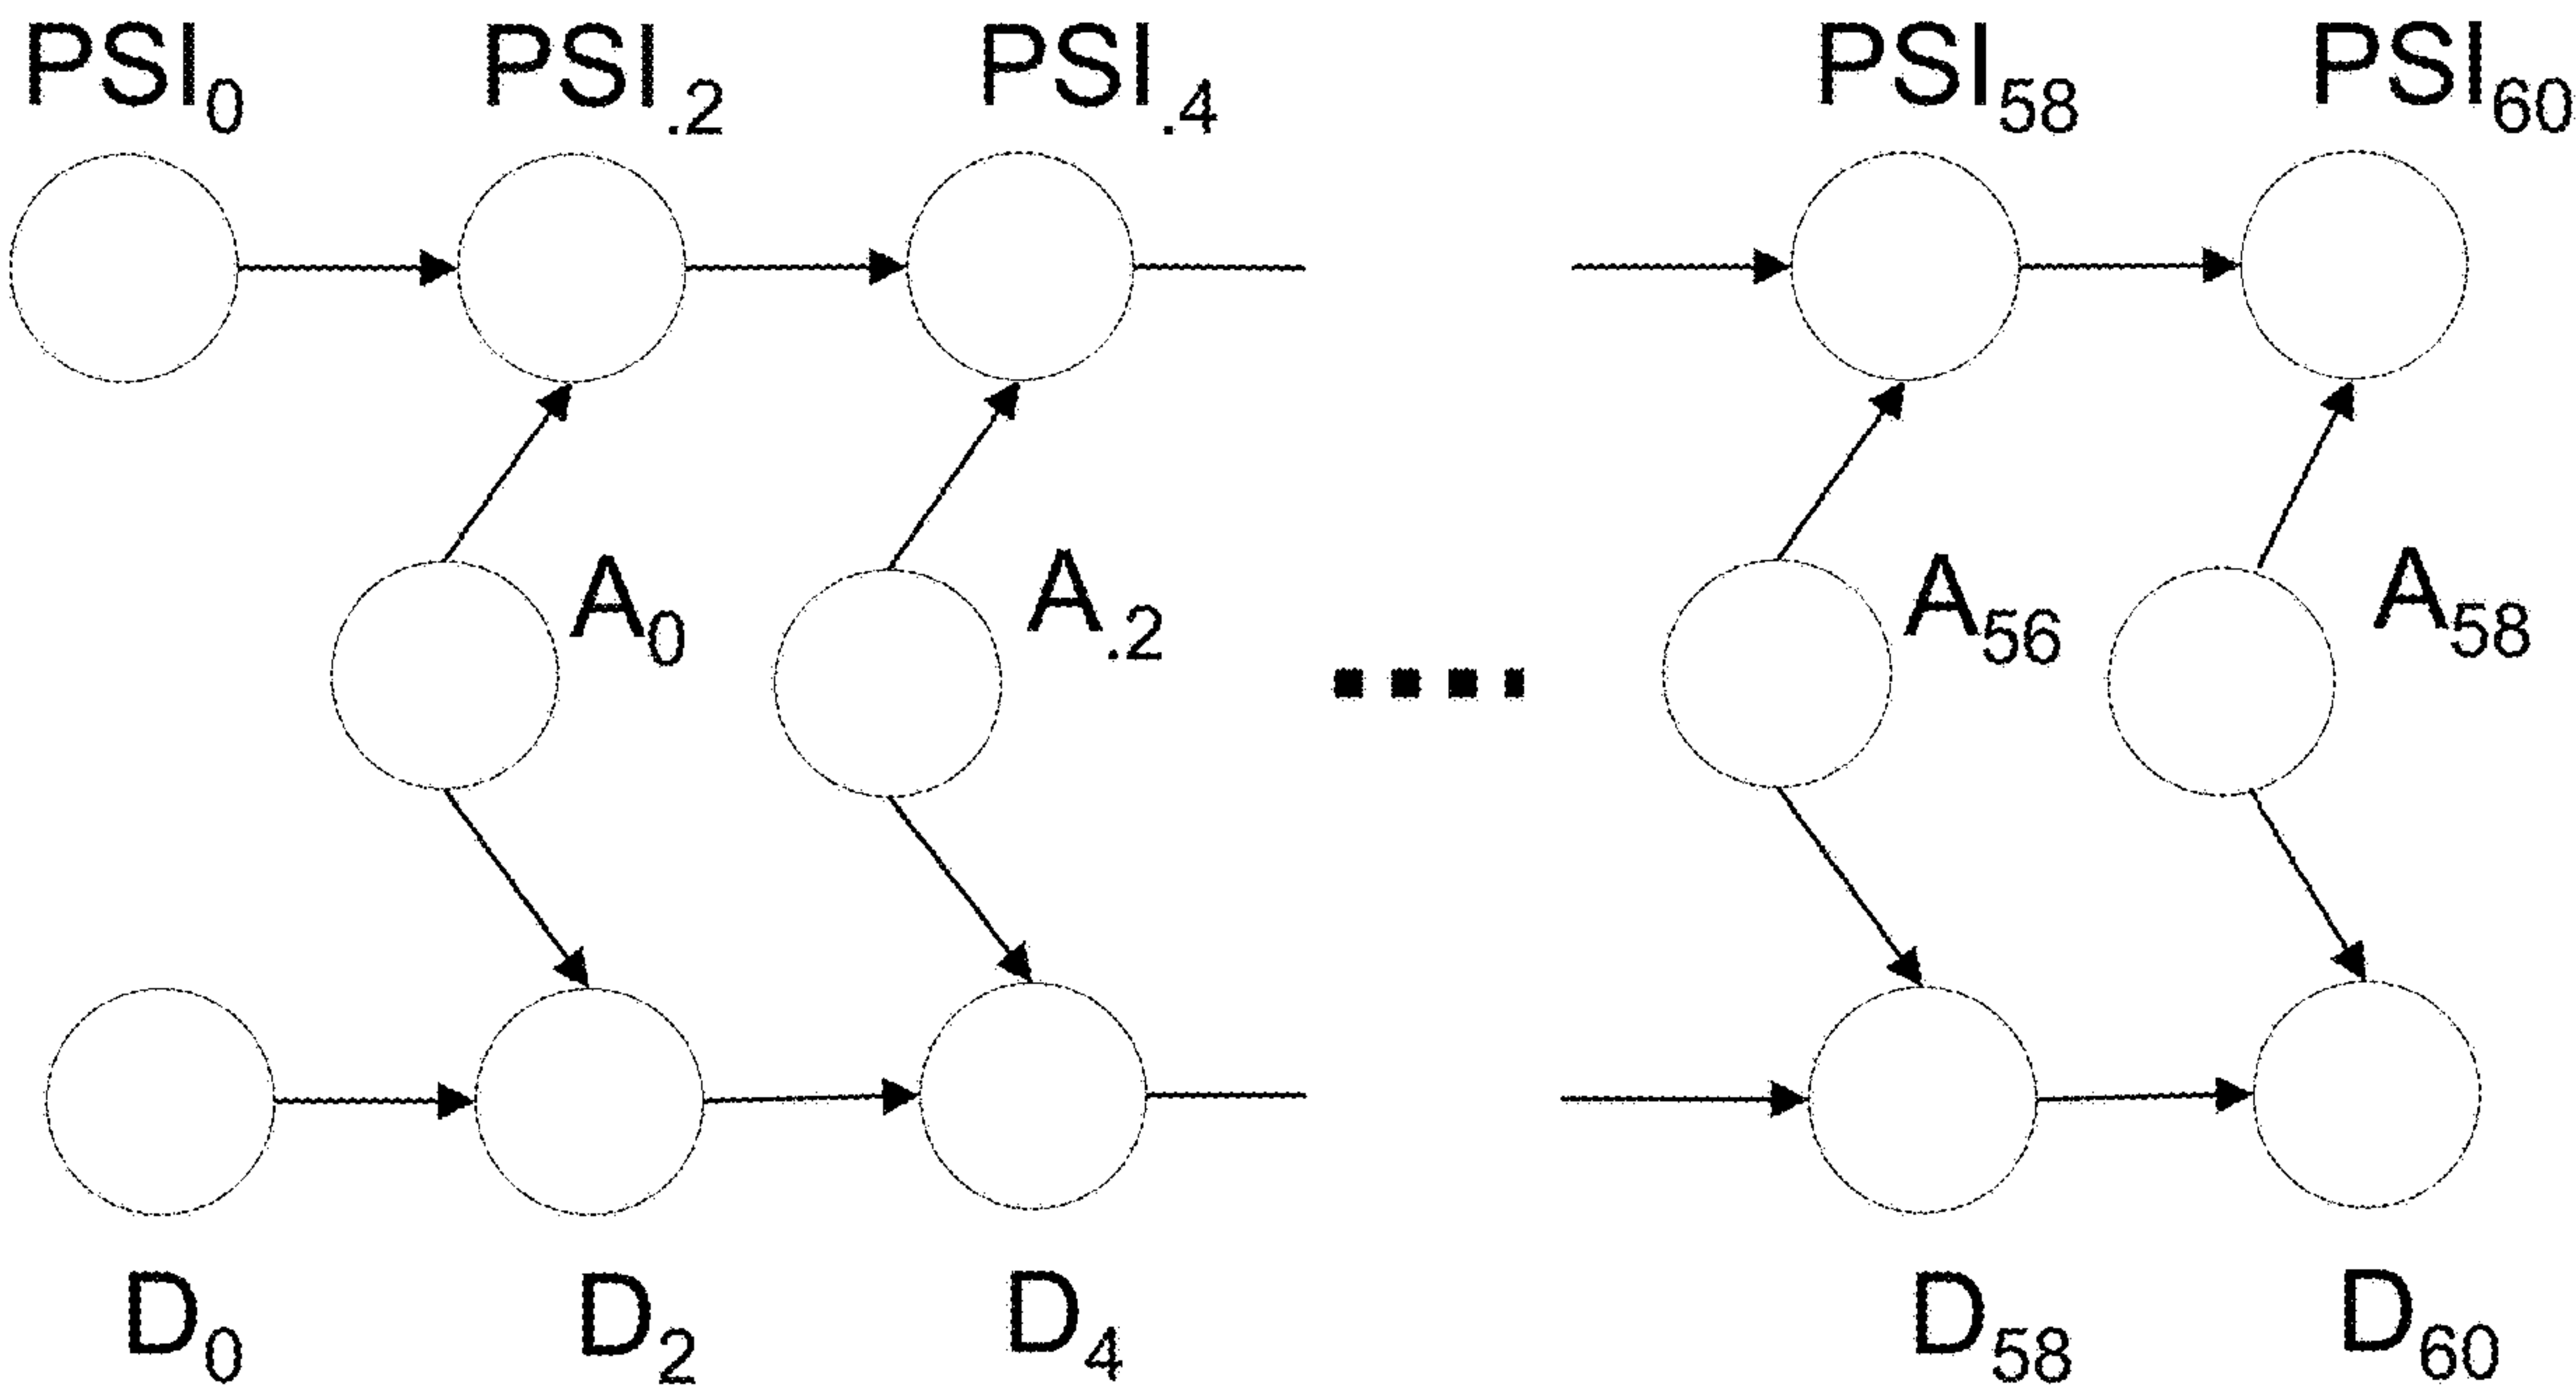 PSI₀ PSI.₂ PSI.₄ PSI₅₈ PSI₆₀
A₀ A.₂ A₅₆ A₅₈
D₀ D₂ D₄ D₅₈ D₆₀